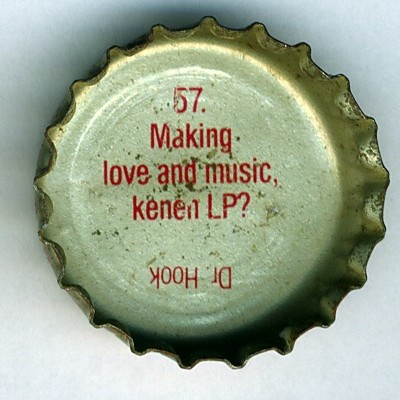 57.
Making
love and music,
kenen LP?
Dr. Hook